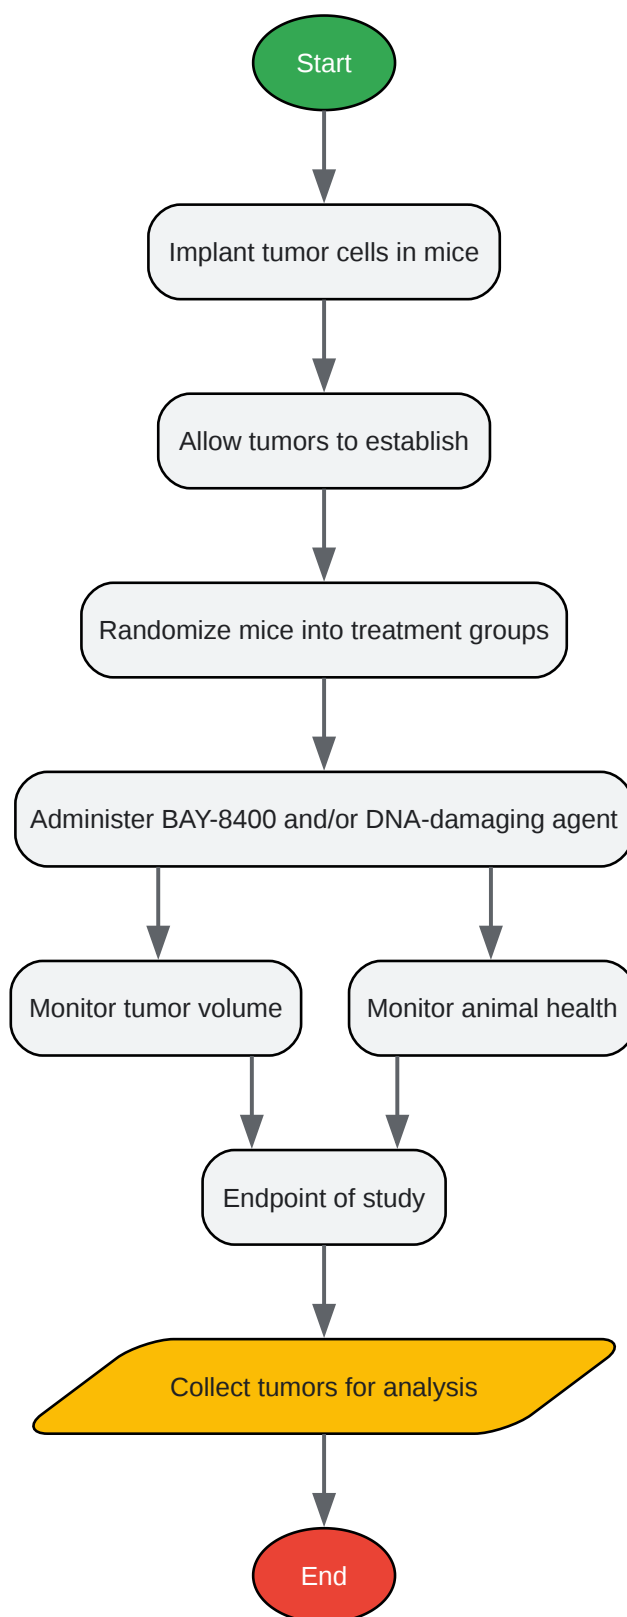 Start
Implant tumor cells in mice
Allow tumors to establish
Randomize mice into treatment groups
Administer BAY-8400 and/or DNA-damaging agent
Monitor tumor volume
Monitor animal health
Endpoint of study
Collect tumors for analysis
End